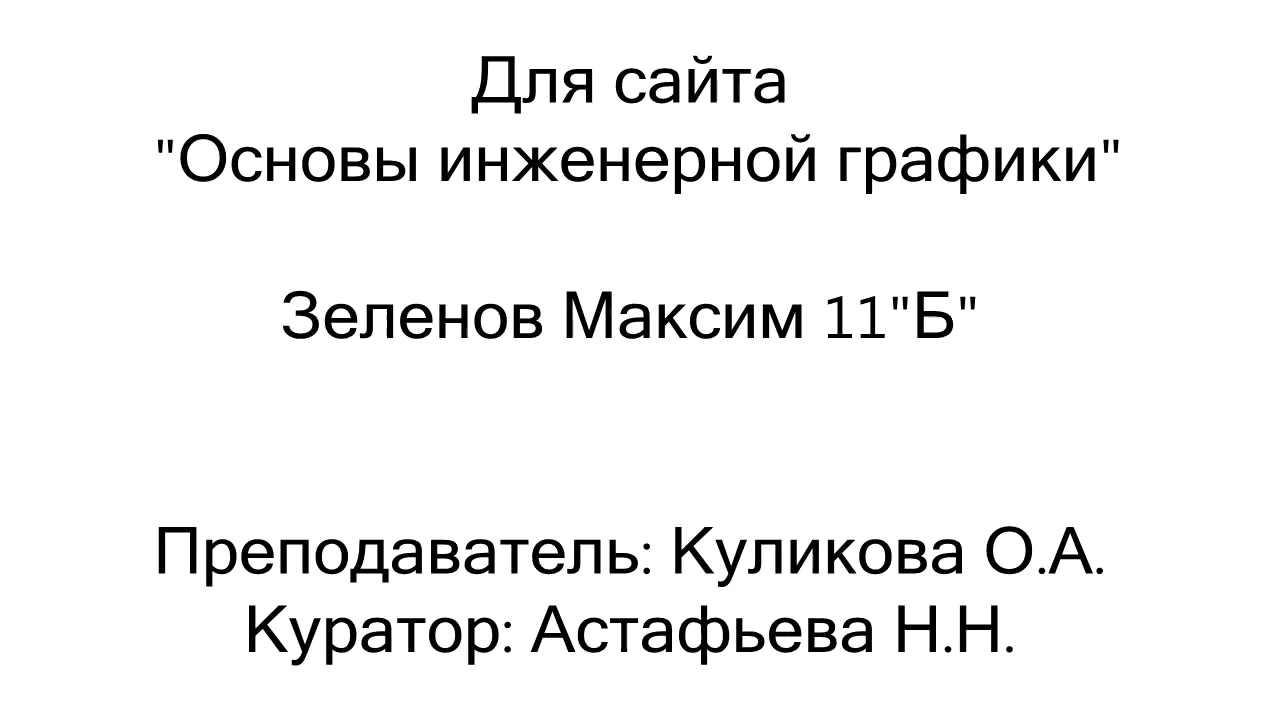 Для сайта
"Основы инженерной графики"
Зеленов Максим 11"Б"
Преподаватель: Куликова О.А.
Куратор: Астафьева Н.Н.